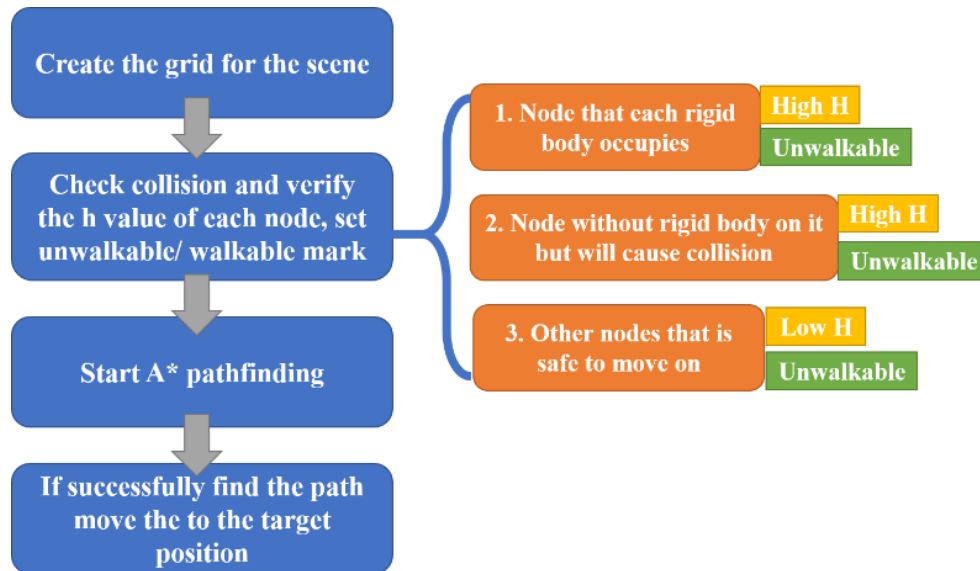 Create the grid for the scene
Check collision and verify
the h value of each node, set
unwalkable/ walkable mark
Start A* pathfinding
If successfully find the path
move the to the target
position
1. Node that each rigid
body occupies
High H
Unwalkable
2. Node without rigid body on it
but will cause collision
High H
Unwalkable
3. Other nodes that is
safe to move on
Low H
Unwalkable